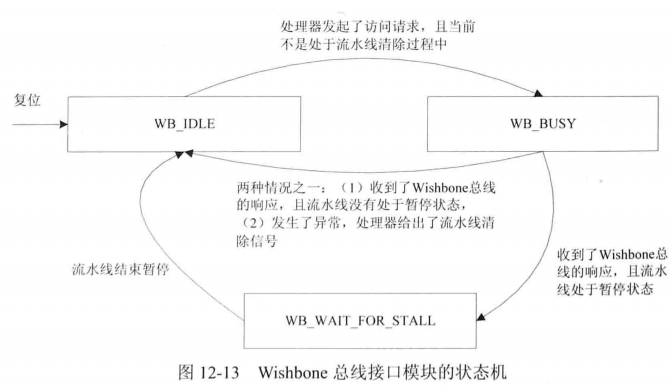 处理器发起了访问请求，且当前
不是处于流水线清除过程中
复位
WB_IDLE
WB_BUSY
两种情况之一：（1）收到了Wishbone总线
的响应，且流水线没有处于暂停状态，
（2）发生了异常，处理器给出了流水线清
除信号
收到了Wishbone总
线的响应，且流水
线处于暂停状态
流水线结束暂停
WB_WAIT_FOR_STALL
图 12-13 Wishbone 总线接口模块的状态机